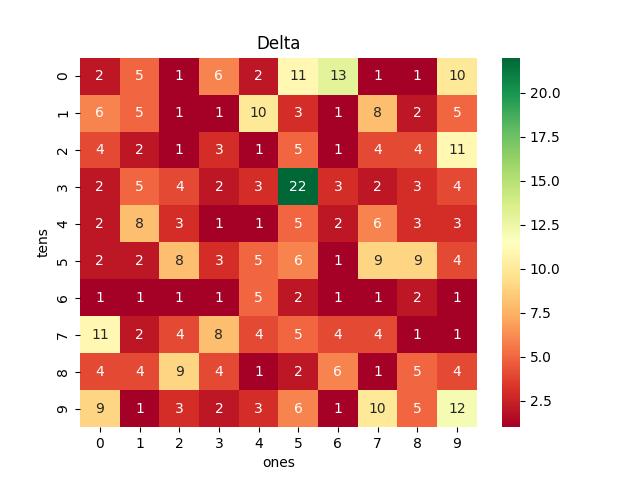 Delta
0 2 5 1 6 2 11 13 1 1 10
1 6 5 1 1 10 3 1 8 2 5
2 4 2 1 3 1 5 1 4 4 11
3 2 5 4 2 3 22 3 2 3 4
4 2 8 3 1 1 5 2 6 3 3
5 2 2 8 3 5 6 1 9 9 4
6 1 1 1 1 5 2 1 1 2 1
7 11 2 4 8 4 5 4 4 1 1
8 4 4 9 4 1 2 6 1 5 4
9 9 1 3 2 3 6 1 10 5 12
0 1 2 3 4 5 6 7 8 9
ones
tens
20.0
17.5
15.0
12.5
10.0
7.5
5.0
2.5